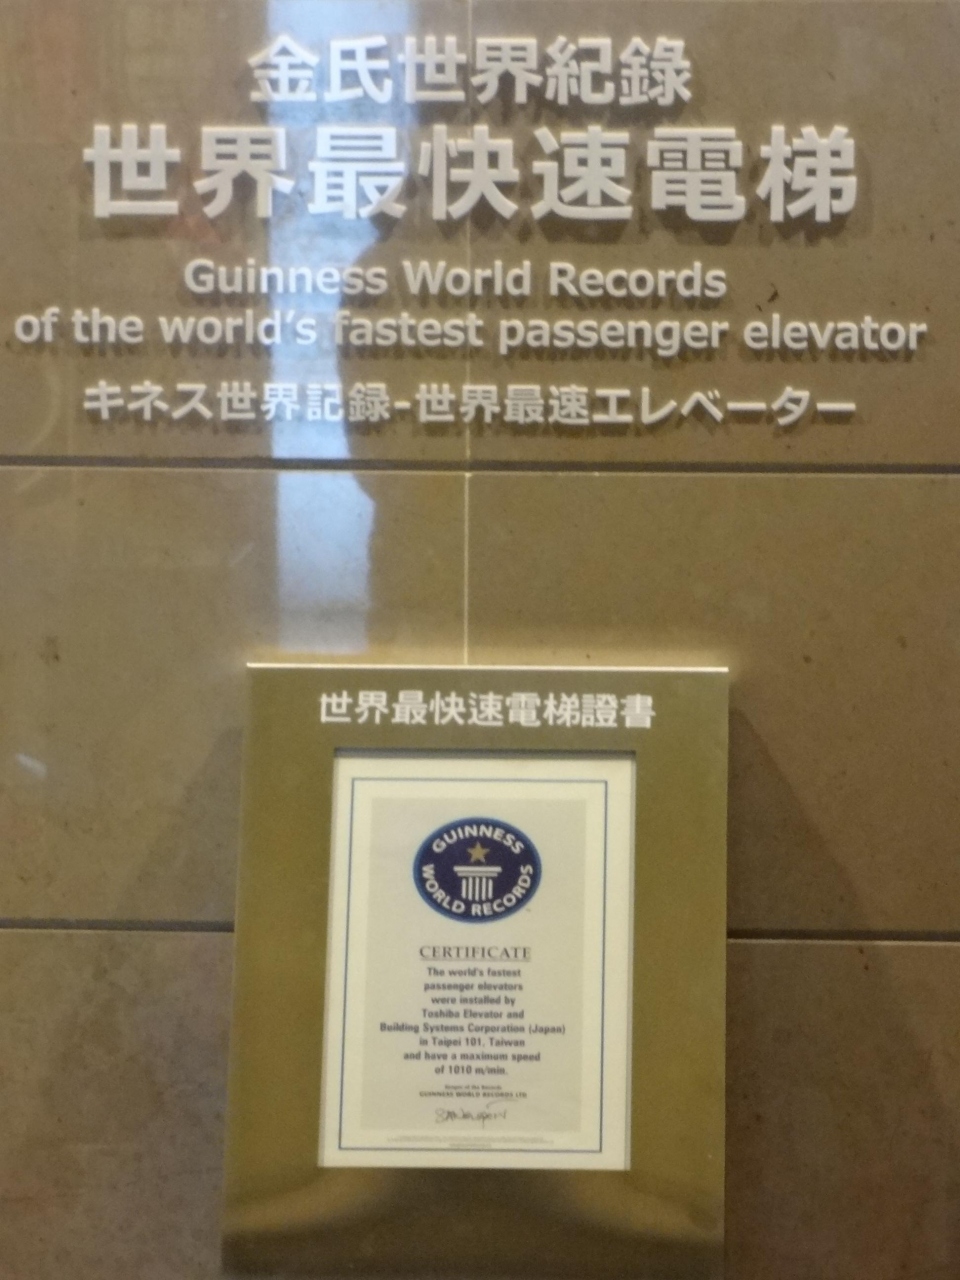 金氏世界紀錄
世界最快速電梯
Guinness World Records
of the world's fastest passenger elevator
キネス世界記録-世界最速エレベーター
世界最快速電梯證書
GUINNESS
WORLD RECORDS
CERTIFICATE
The world's fastest
passenger elevators
were installed by
Toshiba Elevator and
Building Systems Corporation (Japan)
in Taipei 101, Taiwan
and have a maximum speed
of 1010 m/min.
Keeper of the Records
GUINNESS WORLD RECORDS LTD